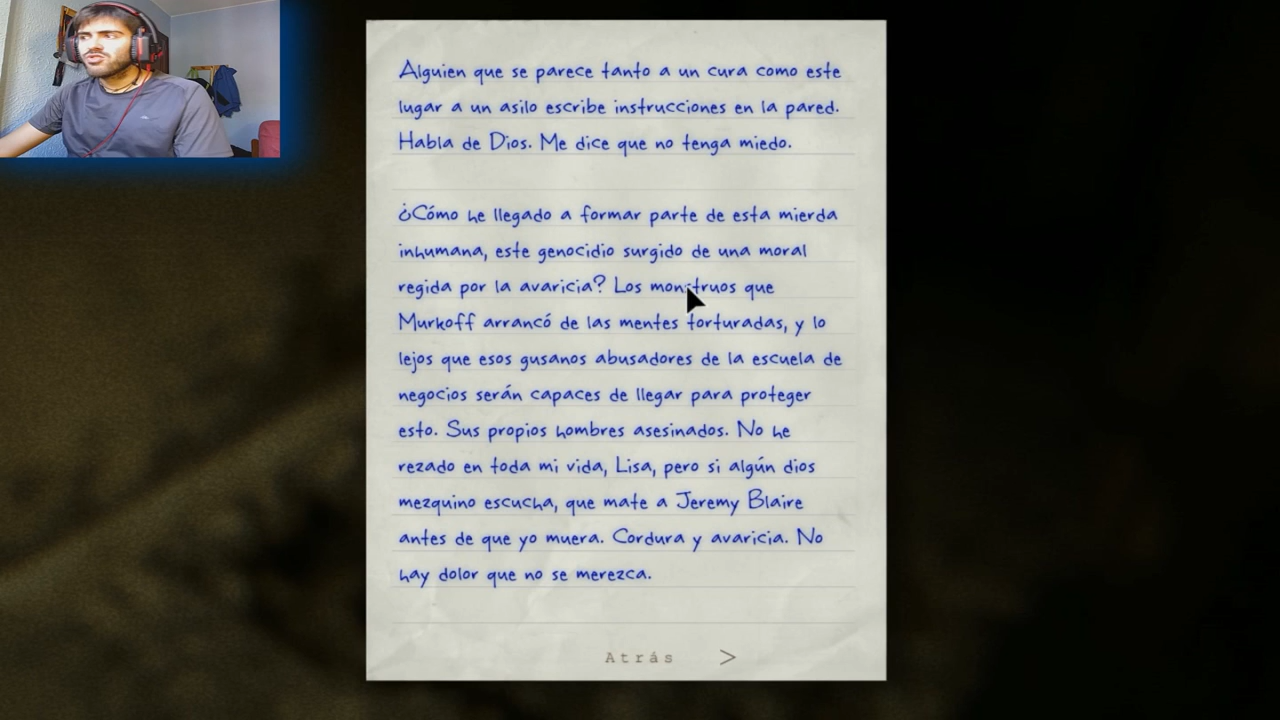 Alguien que se parece tanto a un cura como este
lugar a un asilo escribe instrucciones en la pared.
Habla de Dios. Me dice que no tenga miedo.
¿Cómo he llegado a formar parte de esta mierda
inhumana, este genocidio surgido de una moral
regida por la avaricia? Los monstruos que
Murkoff arrancó de las mentes torturadas, y lo
lejos que esos gusanos abusadores de la escuela de
negocios serán capaces de llegar para proteger
esto. Sus propios hombres asesinados. No he
rezado en toda mi vida, Lisa, pero si algún dios
mezquino escucha, que mate a Jeremy Blaire
antes de que yo muera. Cordura y avaricia. No
hay dolor que no se merezca.
Atrás >